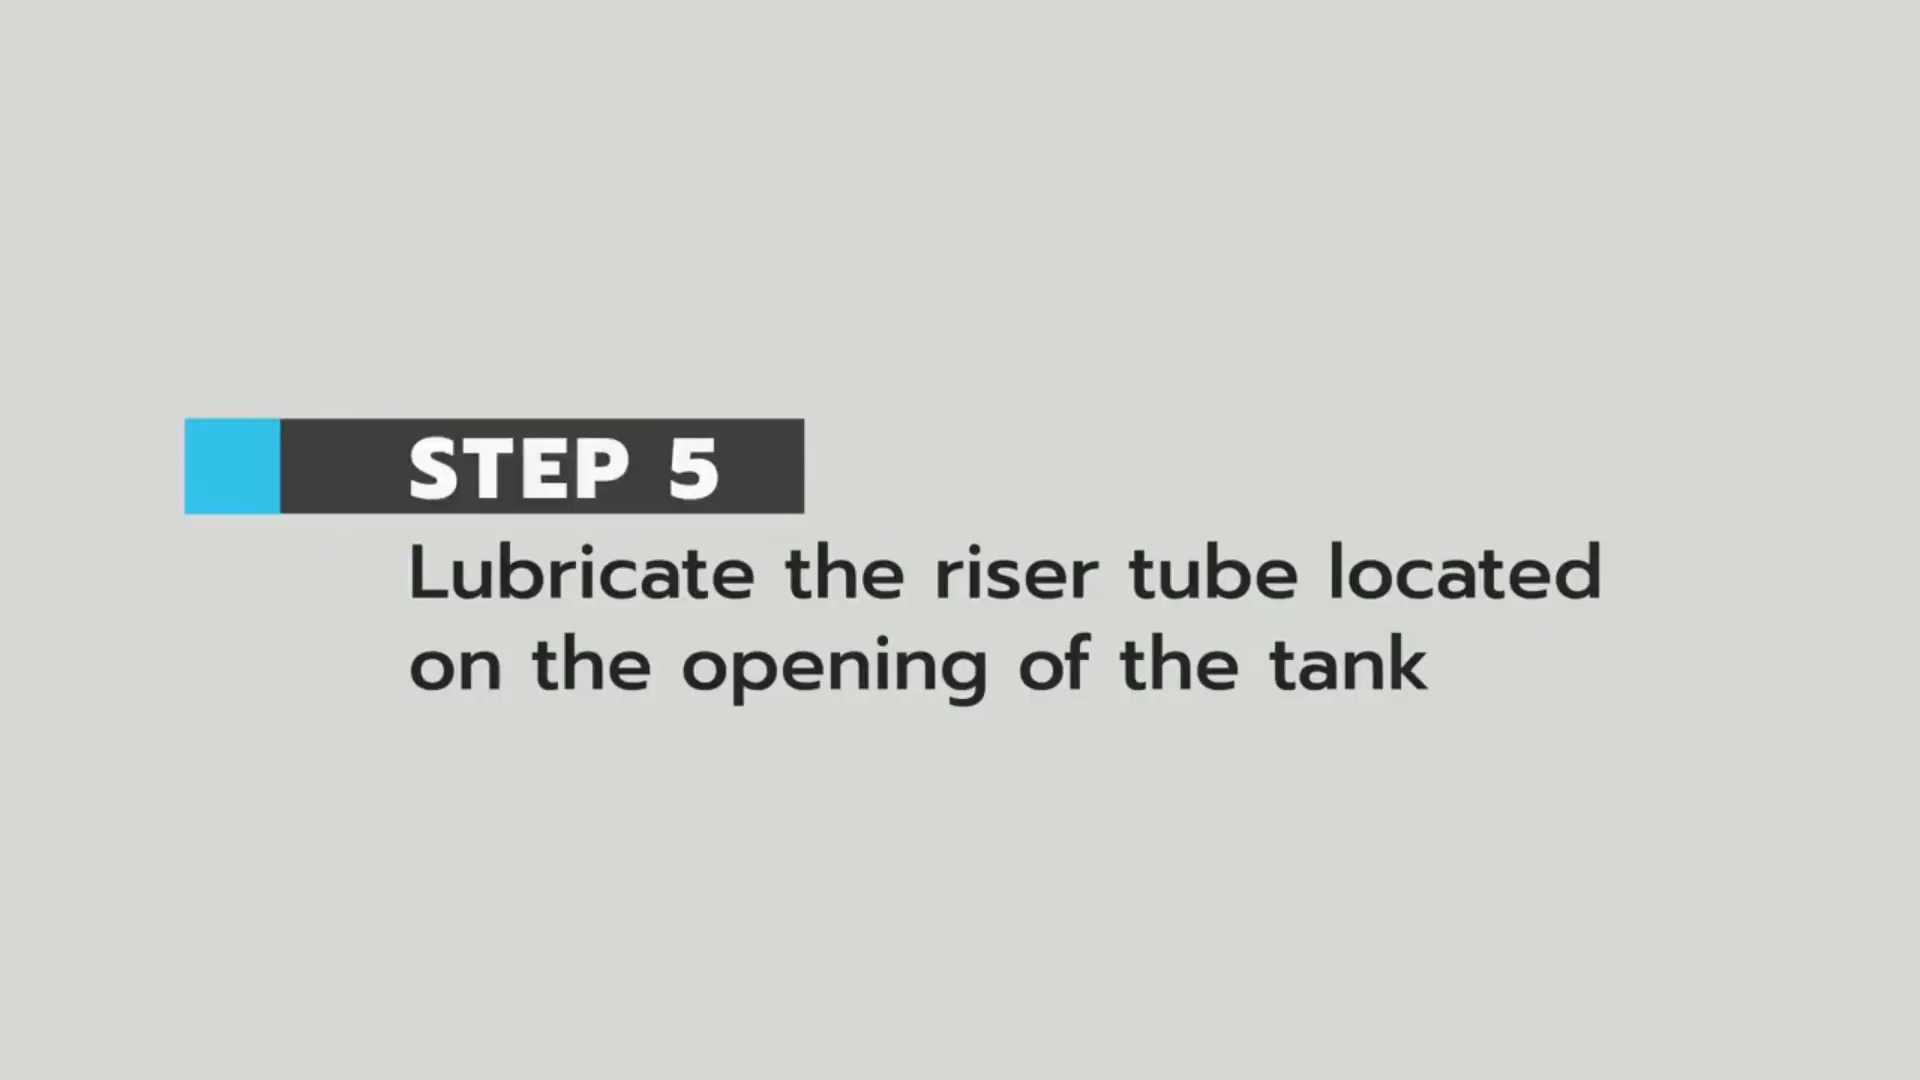 STEP 5
Lubricate the riser tube located
on the opening of the tank